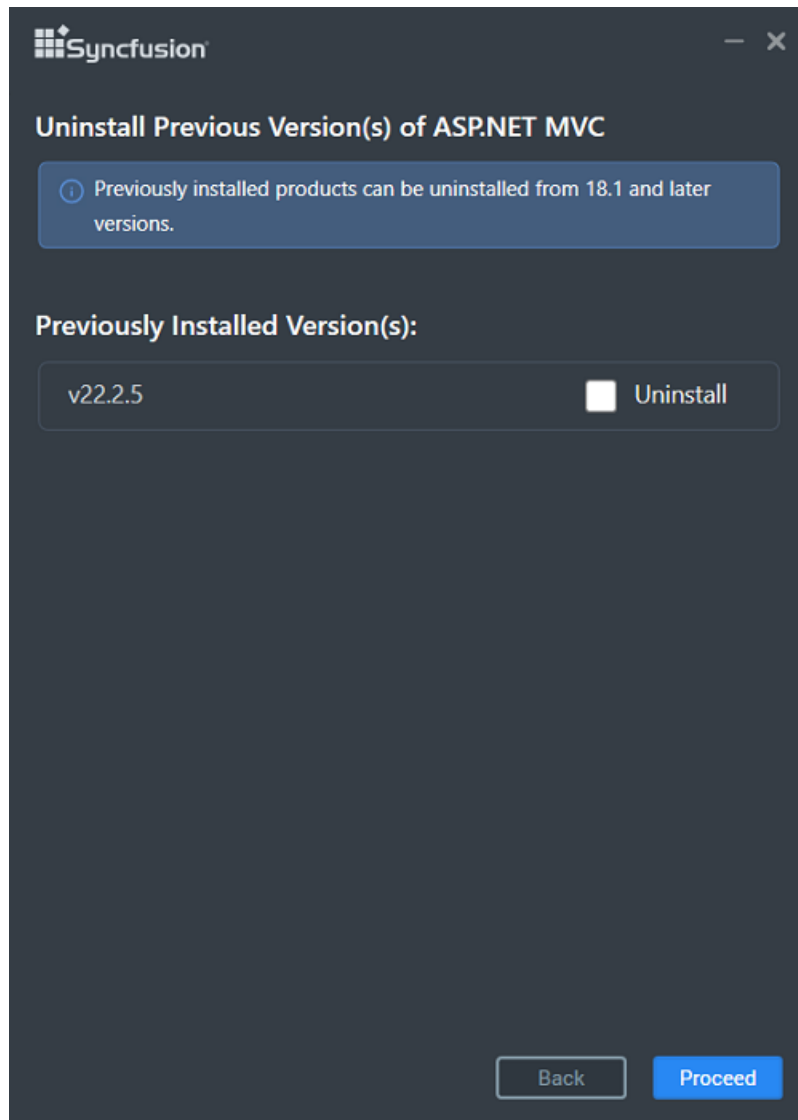 Syncfusion
Uninstall Previous Version(s) of ASP.NET MVC
Previously installed products can be uninstalled from 18.1 and later
versions.
Previously Installed Version(s):
v22.2.5 Uninstall
Back Proceed